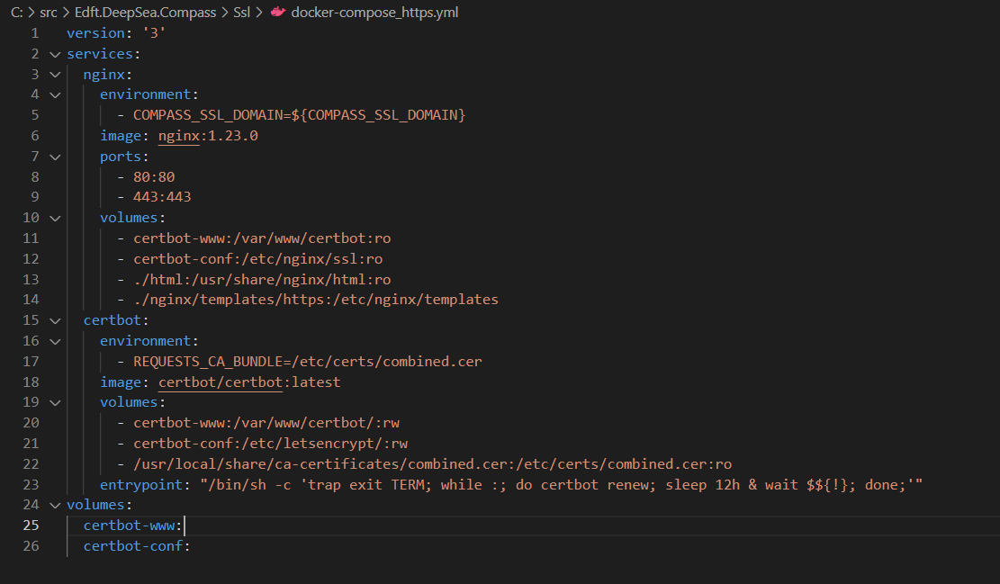 C: > src > Edft.DeepSea.Compass > Ssl > docker-compose_https.yml
1 version: '3'
2 services:
3   nginx:
4     environment:
5       - COMPASS_SSL_DOMAIN=${COMPASS_SSL_DOMAIN}
6     image: nginx:1.23.0
7     ports:
8       - 80:80
9       - 443:443
10     volumes:
11       - certbot-www:/var/www/certbot:ro
12       - certbot-conf:/etc/nginx/ssl:ro
13       - ./html:/usr/share/nginx/html:ro
14       - ./nginx/templates/https:/etc/nginx/templates
15   certbot:
16     environment:
17       - REQUESTS_CA_BUNDLE=/etc/certs/combined.cer
18     image: certbot/certbot:latest
19     volumes:
20       - certbot-www:/var/www/certbot/:rw
21       - certbot-conf:/etc/letsencrypt/:rw
22       - /usr/local/share/ca-certificates/combined.cer:/etc/certs/combined.cer:ro
23     entrypoint: "/bin/sh -c 'trap exit TERM; while :; do certbot renew; sleep 12h & wait $${!}; done;'"
24 volumes:
25   certbot-www:
26   certbot-conf: